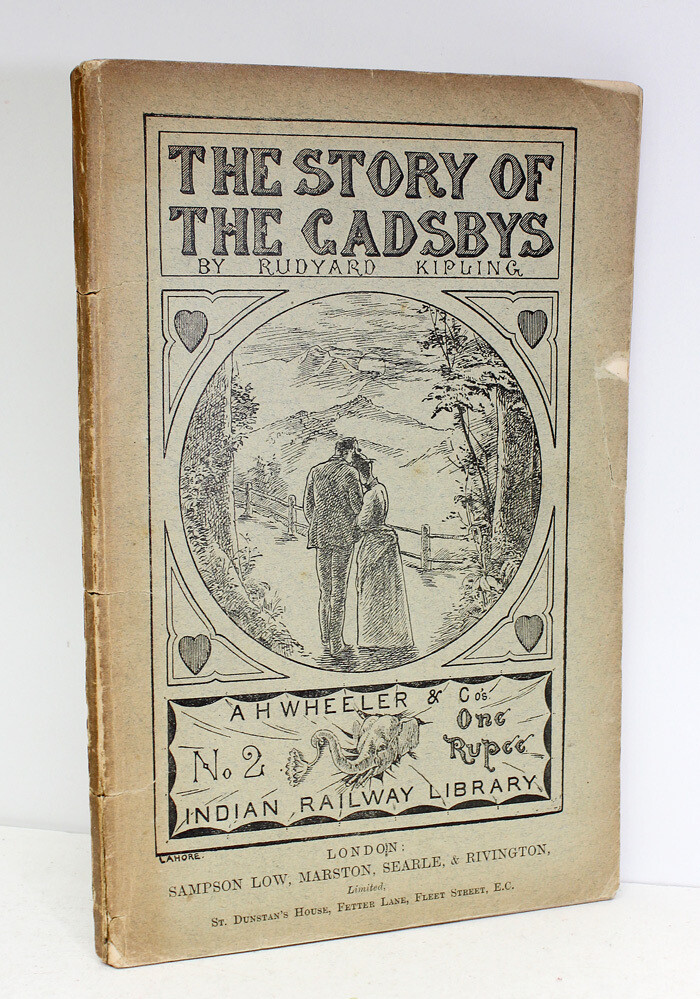 THE STORY OF
THE GADSBYS
BY RUDYARD KIPLING
A H WHEELER & Co's.
One
No. 2
Rupee
INDIAN RAILWAY LIBRARY
LAHORE.
LONDON:
SAMPSON LOW, MARSTON, SEARLE, & RIVINGTON,
Limited,
ST. DUNSTAN'S HOUSE, FETTER LANE, FLEET STREET, E.C.